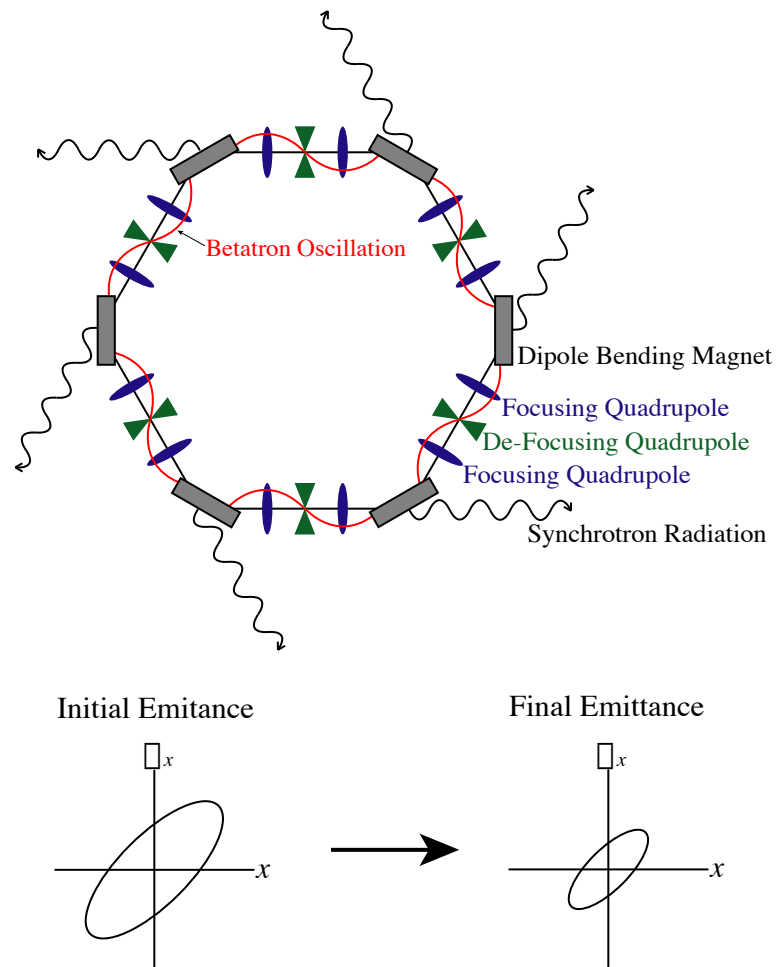 Betatron Oscillation
Dipole Bending Magnet
Focusing Quadrupole
De-Focusing Quadrupole
Focusing Quadrupole
Synchrotron Radiation
Initial Emitance
Final Emittance
x
x
x
x